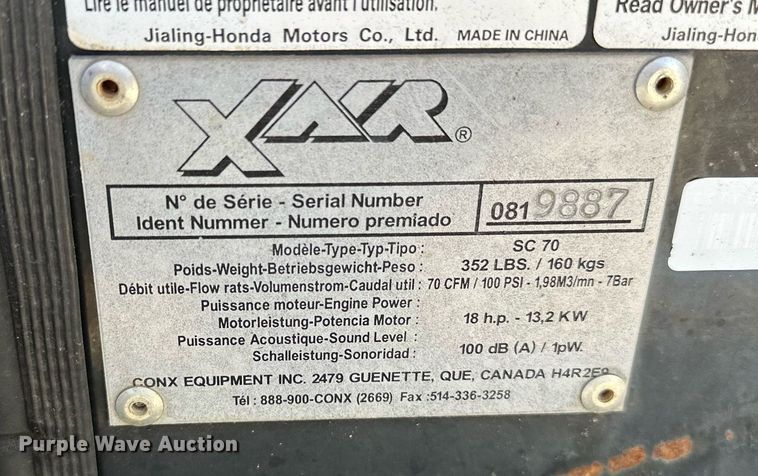 Lire le manuel de propriétaire avant l'utilisation.
Jialing-Honda Motors Co., Ltd. MADE IN CHINA
Read Owner's M
Jialing-Hon
XAIR ®
N° de Série - Serial Number
Ident Nummer - Numero premiado
081 9887
Modèle-Type-Typ-Tipo : SC 70
Poids-Weight-Betriebsgewicht-Peso : 352 LBS. / 160 kgs
Débit utile-Flow rats-Volumenstrom-Caudal util : 70 CFM / 100 PSI - 1,98M3/mn - 7Bar
Puissance moteur-Engine Power :
Motorleistung-Potencia Motor : 18 h.p. - 13,2 KW
Puissance Acoustique-Sound Level :
Schalleistung-Sonoridad : 100 dB (A) / 1pW.
CONX EQUIPMENT INC. 2479 GUENETTE, QUE, CANADA H4R2E9
Tél : 888-900-CONX (2669) Fax :514-336-3258
Purple Wave Auction